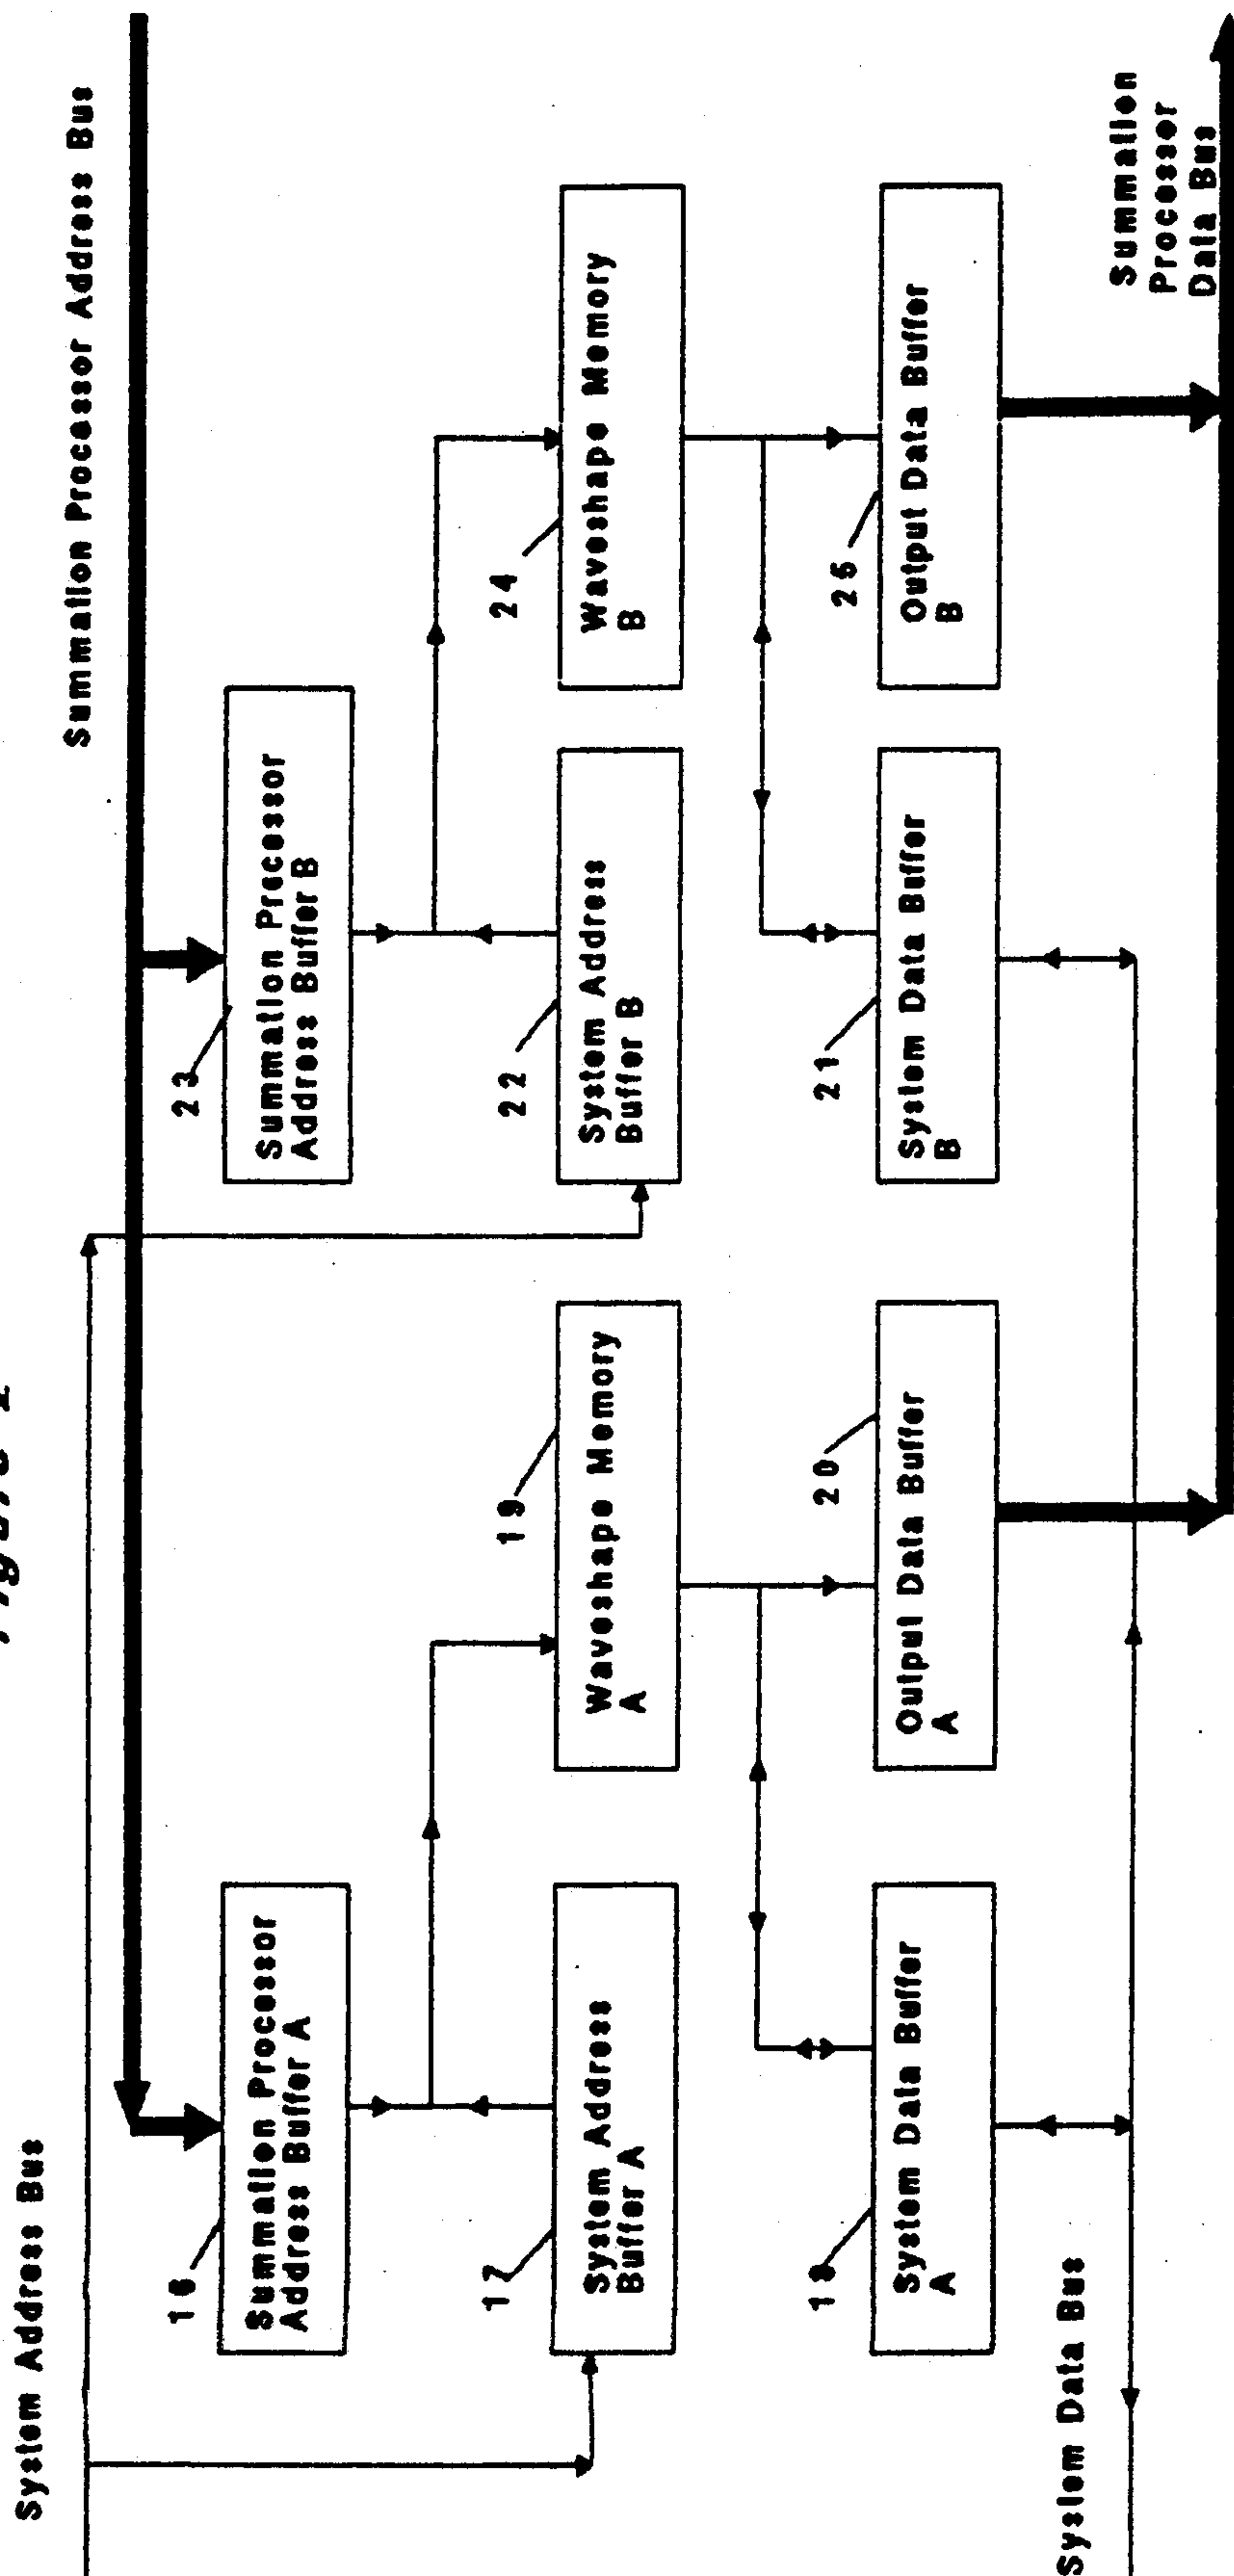 System Address Bus
Summation Processor Address Bus
16
Summation Processor
Address Buffer A
23
Summation Precessor
Address Buffer B
17
System Address
Buffer A
19
Waveshape Memory
A
22
System Address
Buffer B
24
Waveshape Memory
B
18
System Data Buffer
A
20
Output Data Buffer
A
21
System Data Buffer
B
25
Output Data Buffer
B
System Data Bus
Summation
Processor
Data Bus